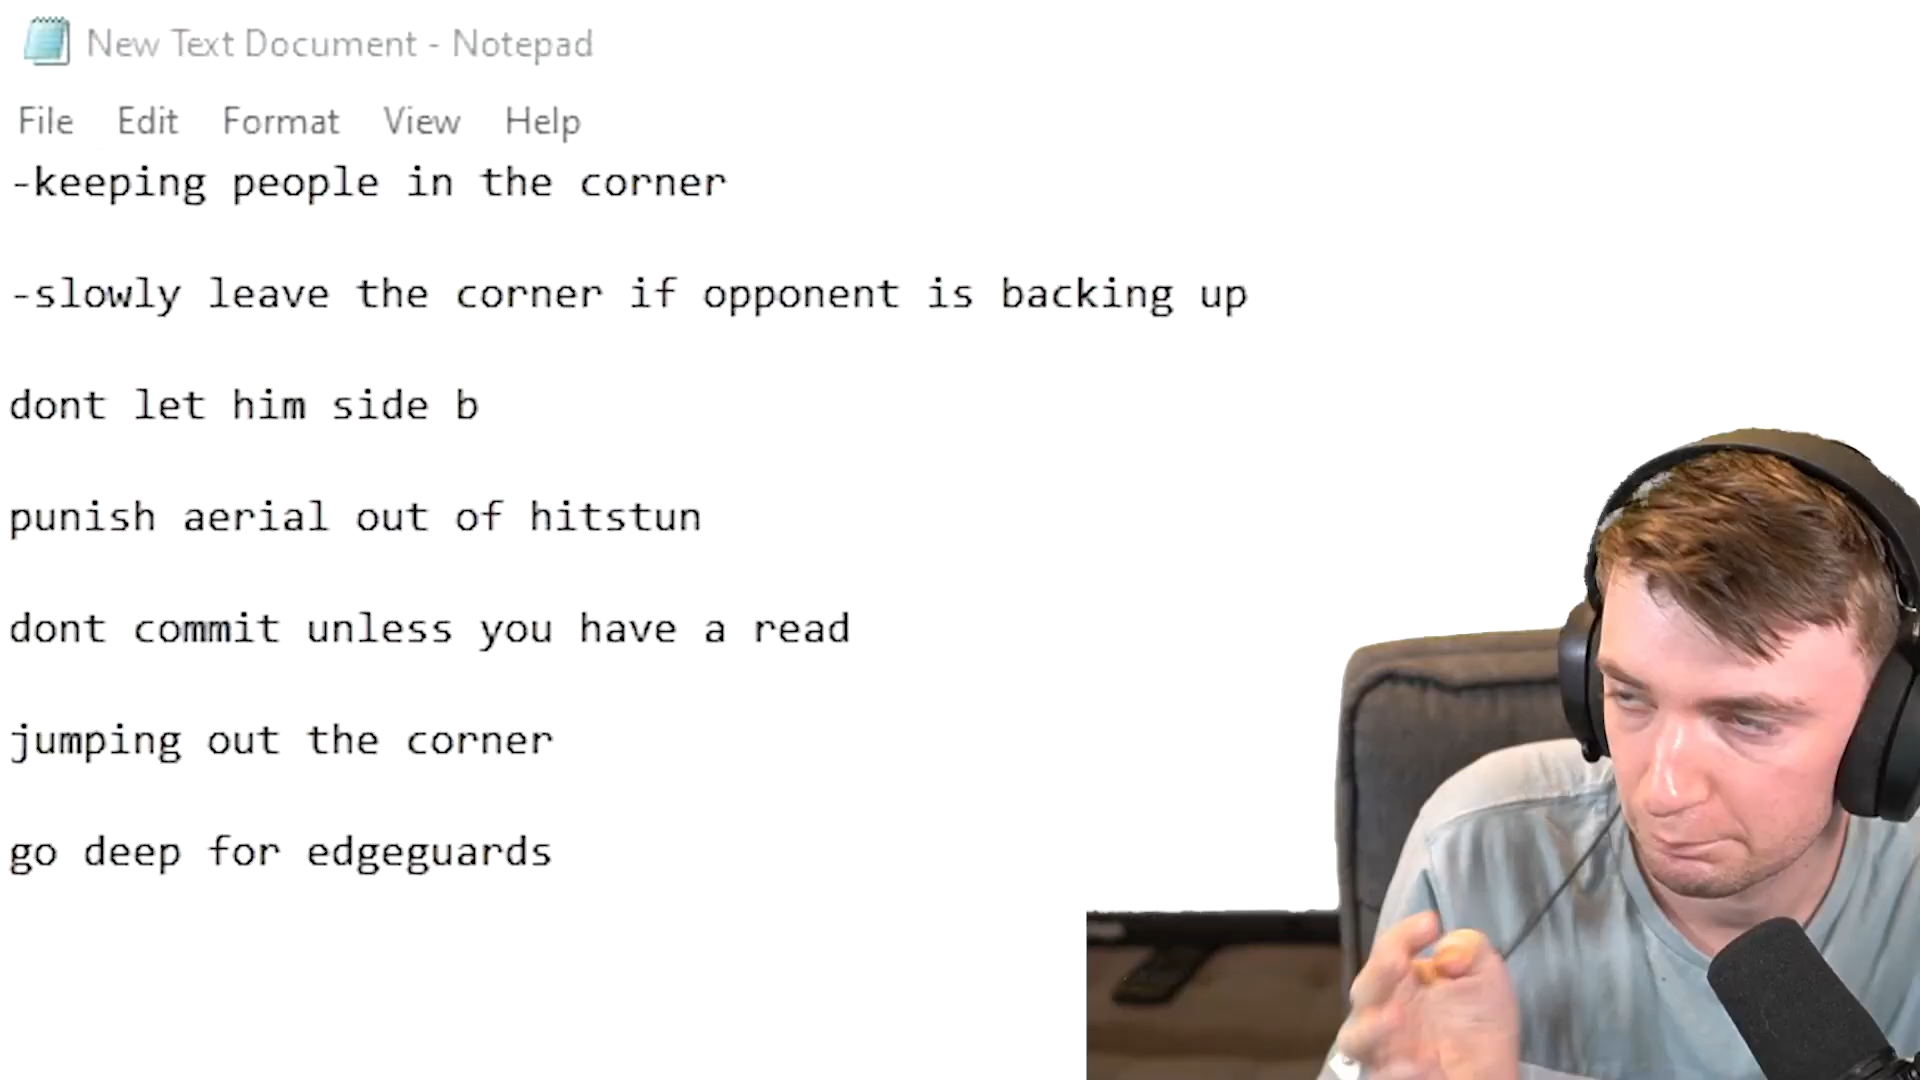 New Text Document - Notepad
File Edit Format View Help
-keeping people in the corner
-slowly leave the corner if opponent is backing up
dont let him side b
punish aerial out of hitstun
dont commit unless you have a read
jumping out the corner
go deep for edgeguards